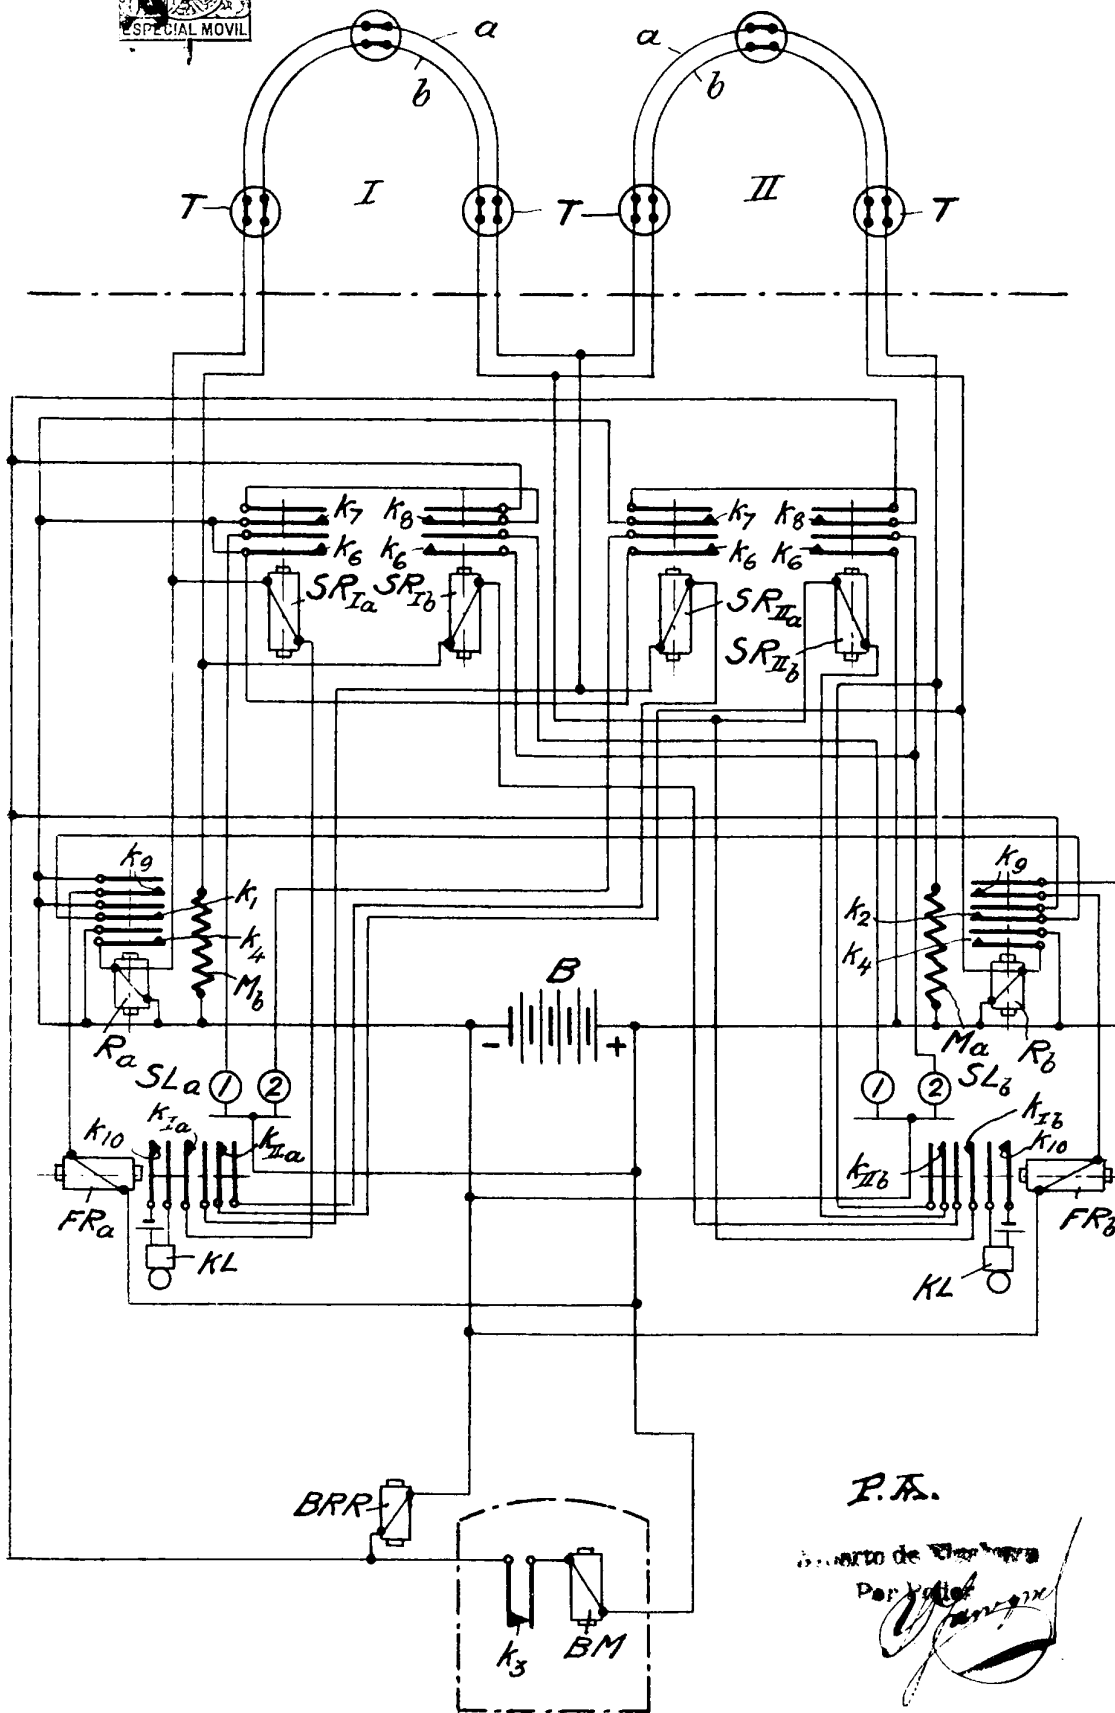 ESPECIAL MOVIL
a
a
b
b
T
I
T
II
T
k7
k8
k7
k8
k6
k6
k6
k6
SRIa
SRIb
SRIIa
SRIIb
k9
k9
k1
k2
k4
k4
Mb
B
- +
Ra
Ma
Rb
SLa
1
2
1
2
SLb
k10
kIa
kIIa
kIIb
kIb
k10
FRa
FRb
KL
KL
BRR
k3
BM
P.A.
de
Por